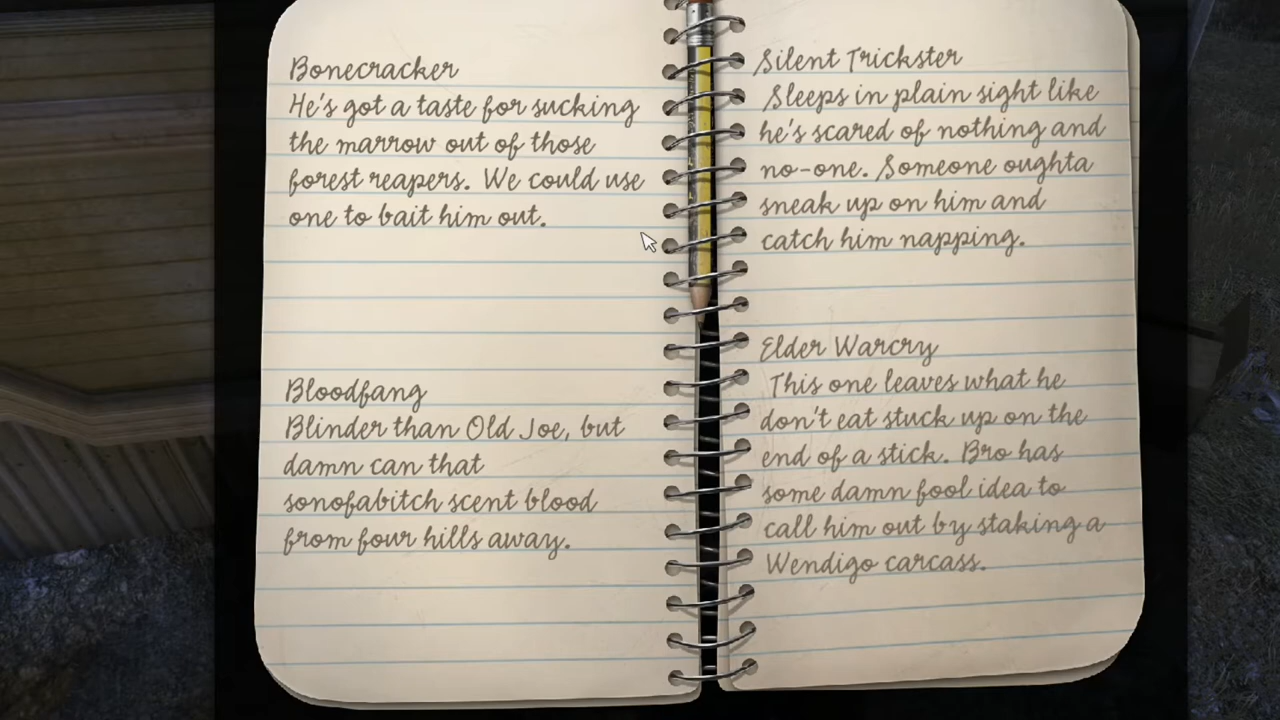 Bonecracker
He's got a taste for sucking
the marrow out of those
forest reapers. We could use
one to bait him out.
Bloodfang
Blinder than Old Joe, but
damn can that
sonofabitch scent blood
from four hills away.
Silent Trickster
Sleeps in plain sight like
he's scared of nothing and
no-one. Someone oughta
sneak up on him and
catch him napping.
Elder Warcry
This one leaves what he
don't eat stuck up on the
end of a stick. Bro has
some damn fool idea to
call him out by staking a
Wendigo carcass.